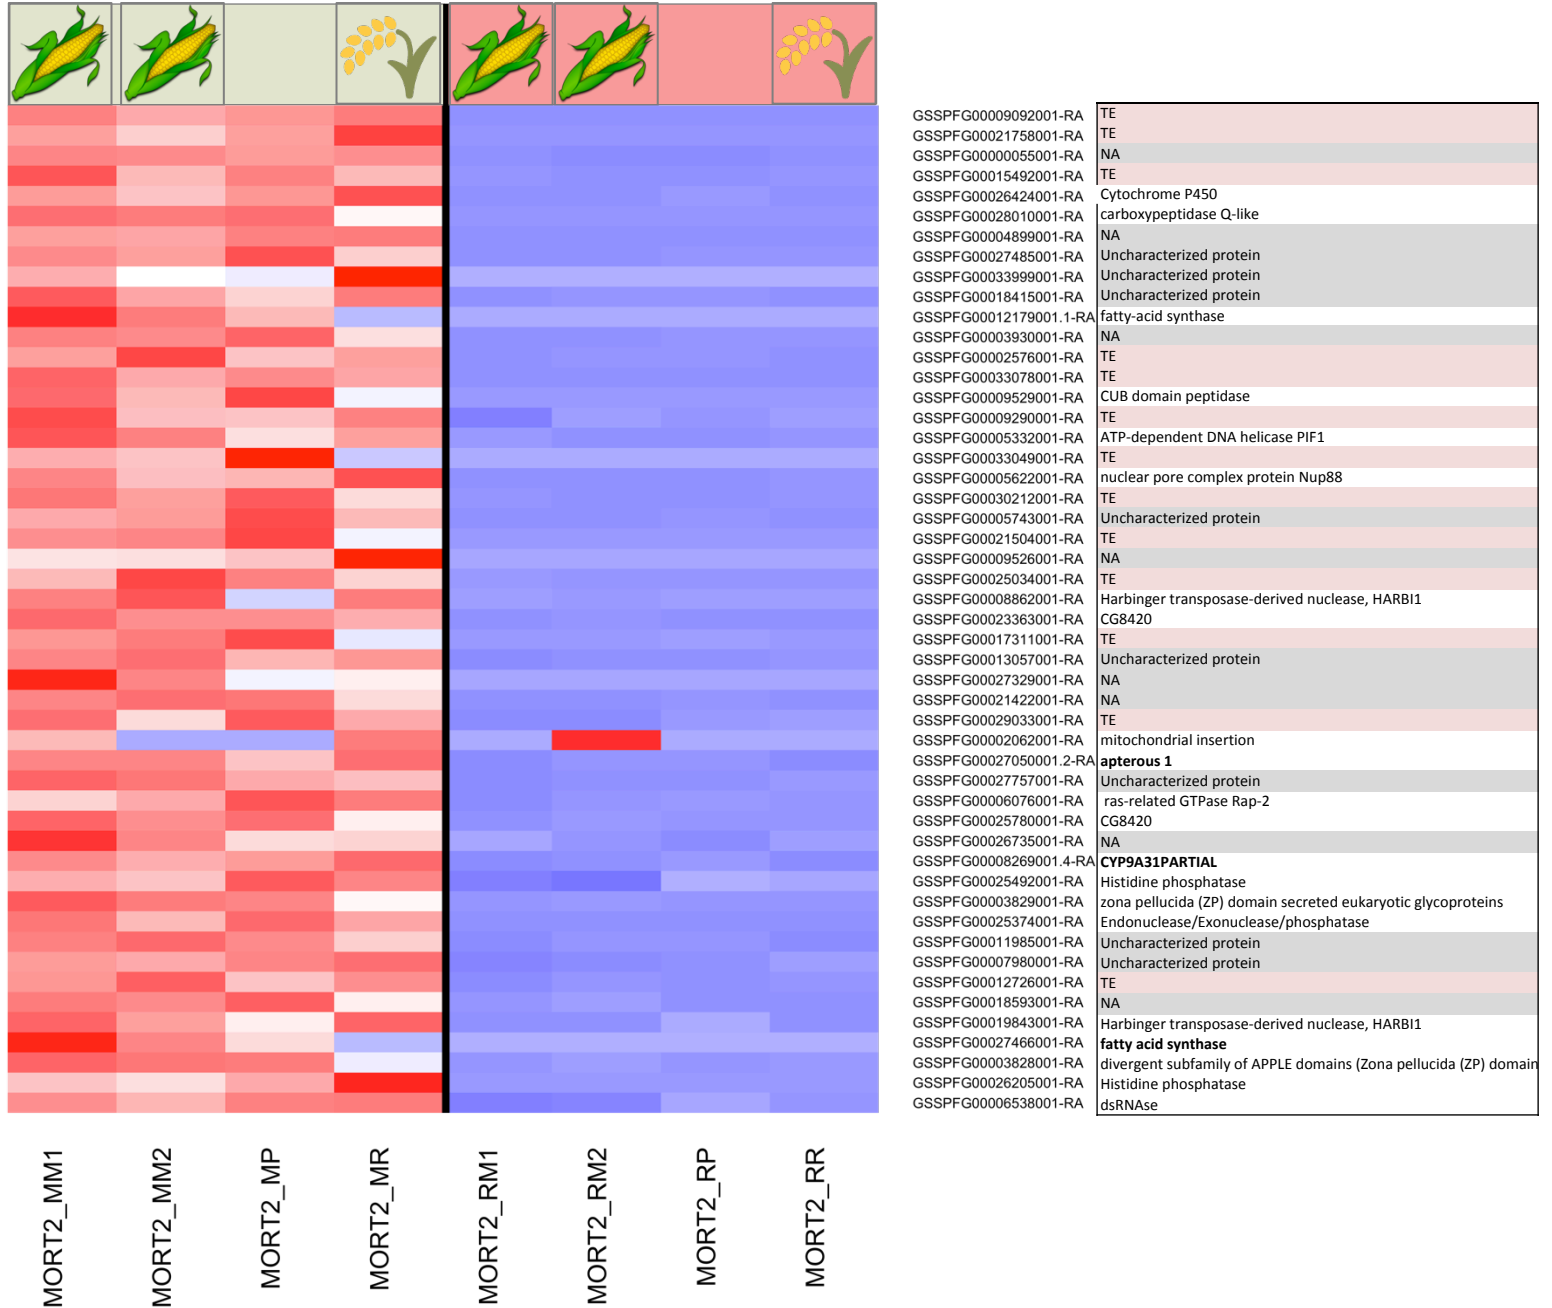 GSSPFG00009092001-RA TE
GSSPFG00021758001-RA TE
GSSPFG00000055001-RA NA
GSSPFG00015492001-RA TE
GSSPFG00026424001-RA Cytochrome P450
GSSPFG00028010001-RA carboxypeptidase Q-like
GSSPFG00004899001-RA NA
GSSPFG00027485001-RA Uncharacterized protein
GSSPFG00033999001-RA Uncharacterized protein
GSSPFG00018415001-RA Uncharacterized protein
GSSPFG00012179001.1-RA fatty-acid synthase
GSSPFG00003930001-RA NA
GSSPFG00002576001-RA TE
GSSPFG00033078001-RA TE
GSSPFG00009529001-RA CUB domain peptidase
GSSPFG00009290001-RA TE
GSSPFG00005332001-RA ATP-dependent DNA helicase PIF1
GSSPFG00033049001-RA TE
GSSPFG00005622001-RA nuclear pore complex protein Nup88
GSSPFG00030212001-RA TE
GSSPFG00005743001-RA Uncharacterized protein
GSSPFG00021504001-RA TE
GSSPFG00009526001-RA NA
GSSPFG00025034001-RA TE
GSSPFG00008862001-RA Harbinger transposase-derived nuclease, HARBI1
GSSPFG00023363001-RA CG8420
GSSPFG00017311001-RA TE
GSSPFG00013057001-RA Uncharacterized protein
GSSPFG00027329001-RA NA
GSSPFG00021422001-RA NA
GSSPFG00029033001-RA TE
GSSPFG00002062001-RA mitochondrial insertion
GSSPFG00027050001.2-RA apterous 1
GSSPFG00027757001-RA Uncharacterized protein
GSSPFG00006076001-RA ras-related GTPase Rap-2
GSSPFG00025780001-RA CG8420
GSSPFG00026735001-RA NA
GSSPFG00008269001.4-RA CYP9A31PARTIAL
GSSPFG00025492001-RA Histidine phosphatase
GSSPFG00003829001-RA zona pellucida (ZP) domain secreted eukaryotic glycoproteins
GSSPFG00025374001-RA Endonuclease/Exonuclease/phosphatase
GSSPFG00011985001-RA Uncharacterized protein
GSSPFG00007980001-RA Uncharacterized protein
GSSPFG00012726001-RA TE
GSSPFG00018593001-RA NA
GSSPFG00019843001-RA Harbinger transposase-derived nuclease, HARBI1
GSSPFG00027466001-RA fatty acid synthase
GSSPFG00003828001-RA divergent subfamily of APPLE domains (Zona pellucida (ZP) domain
GSSPFG00026205001-RA Histidine phosphatase
GSSPFG00006538001-RA dsRNAse
MORT2_MM1
MORT2_MM2
MORT2_MP
MORT2_MR
MORT2_RM1
MORT2_RM2
MORT2_RP
MORT2_RR